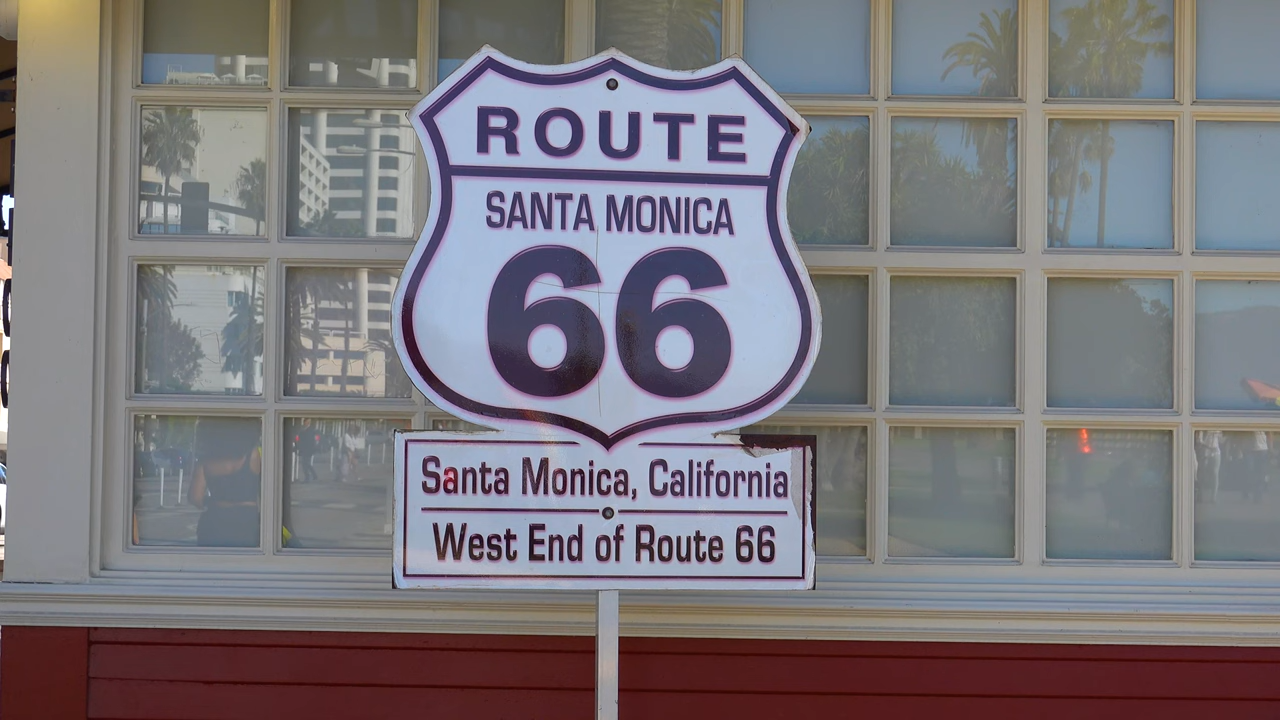 ROUTE
SANTA MONICA
66
Santa Monica, California
West End of Route 66